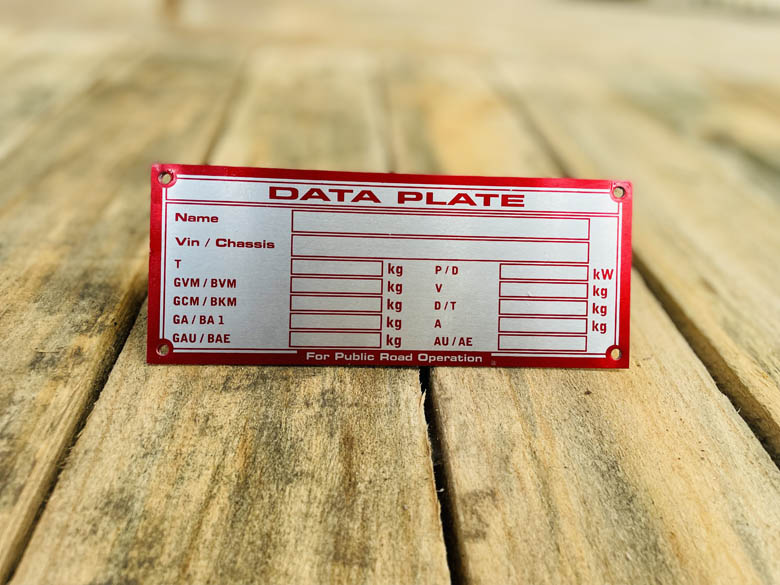 DATA PLATE
Name
Vin / Chassis
T kg P/D kW
GVM / BVM kg V kg
GCM / BKM kg D/T kg
GA / BA 1 kg A kg
GAU / BAE kg AU / AE
For Public Road Operation